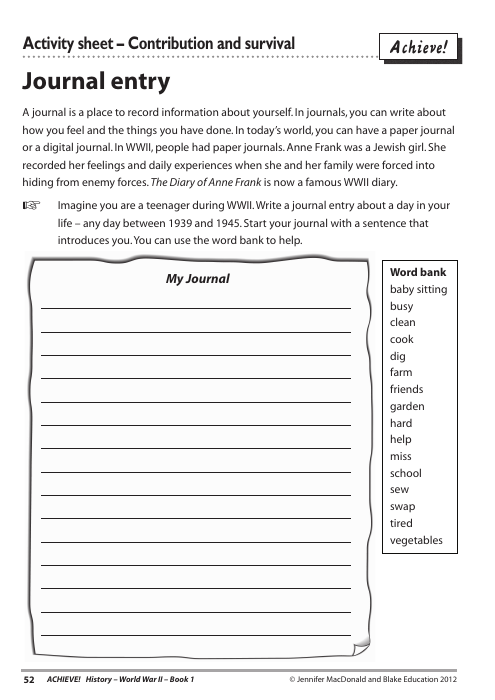 Activity sheet – Contribution and survival
Achieve!
Journal entry
A journal is a place to record information about yourself. In journals, you can write about
how you feel and the things you have done. In today's world, you can have a paper journal
or a digital journal. In WWII, people had paper journals. Anne Frank was a Jewish girl. She
recorded her feelings and daily experiences when she and her family were forced into
hiding from enemy forces. The Diary of Anne Frank is now a famous WWII diary.
Imagine you are a teenager during WWII. Write a journal entry about a day in your
life – any day between 1939 and 1945. Start your journal with a sentence that
introduces you. You can use the word bank to help.
My Journal
Word bank
baby sitting
busy
clean
cook
dig
farm
friends
garden
hard
help
miss
school
sew
swap
tired
vegetables
52 ACHIEVE! History – World War II – Book 1
© Jennifer MacDonald and Blake Education 2012